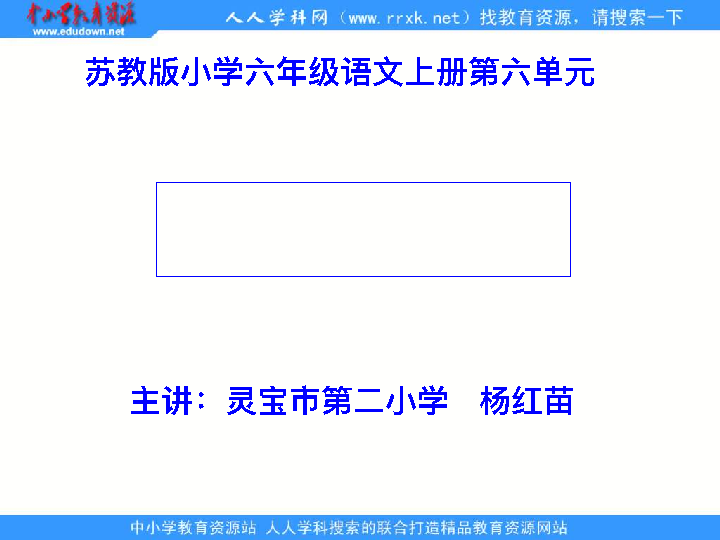 中小学教育资源
www.edudown.net
人人学科网（www.rrxk.net）找教育资源，请搜索一下
苏教版小学六年级语文上册第六单元
主讲：灵宝市第二小学　杨红苗
中小学教育资源站 人人学科搜索的联合打造精品教育资源网站